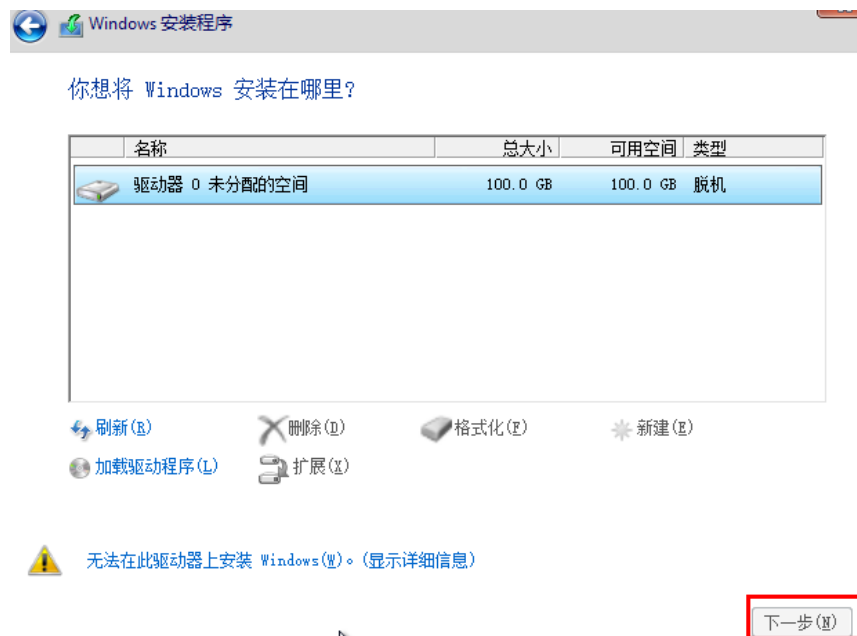 Windows 安装程序
你想将 Windows 安装在哪里?
名称 总大小 可用空间 类型
驱动器 0 未分配的空间 100.0 GB 100.0 GB 脱机
刷新(R) 删除(D) 格式化(F) 新建(E)
加载驱动程序(L) 扩展(X)
无法在此驱动器上安装 Windows(W)。(显示详细信息)
下一步(N)